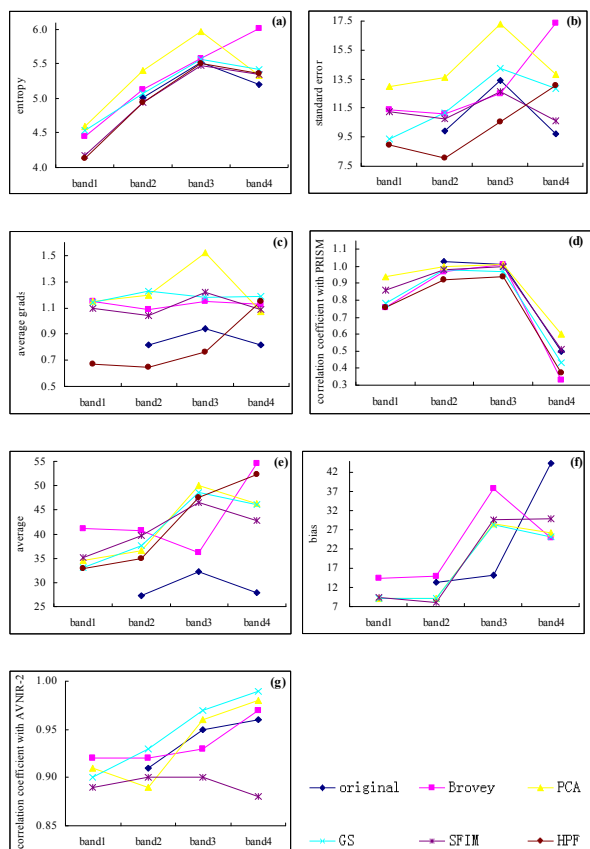 (a)
entropy
6.0
5.5
5.0
4.5
4.0
band1 band2 band3 band4
(b)
standard error
17.5
15.5
13.5
11.5
9.5
7.5
band1 band2 band3 band4
(c)
average grads
1.5
1.3
1.1
0.9
0.7
0.5
band1 band2 band3 band4
(d)
correlation coefficient with PRISM
1.1
1.0
0.9
0.8
0.7
0.6
0.5
0.4
0.3
band1 band2 band3 band4
(e)
average
55
50
45
40
35
30
25
band1 band2 band3 band4
(f)
bias
42
37
32
27
22
17
12
7
band1 band2 band3 band4
(g)
correlation coefficient with AVNIR-2
1.00
0.95
0.90
0.85
band1 band2 band3 band4
original Brovey PCA
GS SFIM HPF